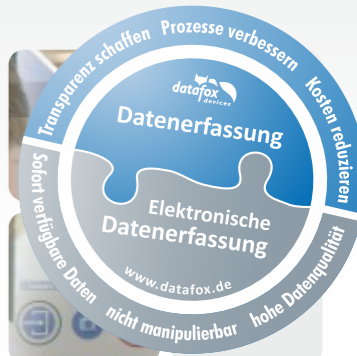 Transparenz schaffen
Prozesse verbessern
Kosten reduzieren
datafox
devices
Datenerfassung
Elektronische
Datenerfassung
www.datafox.de
Sofort verfügbare Daten
nicht manipulierbar
hohe Datenqualität